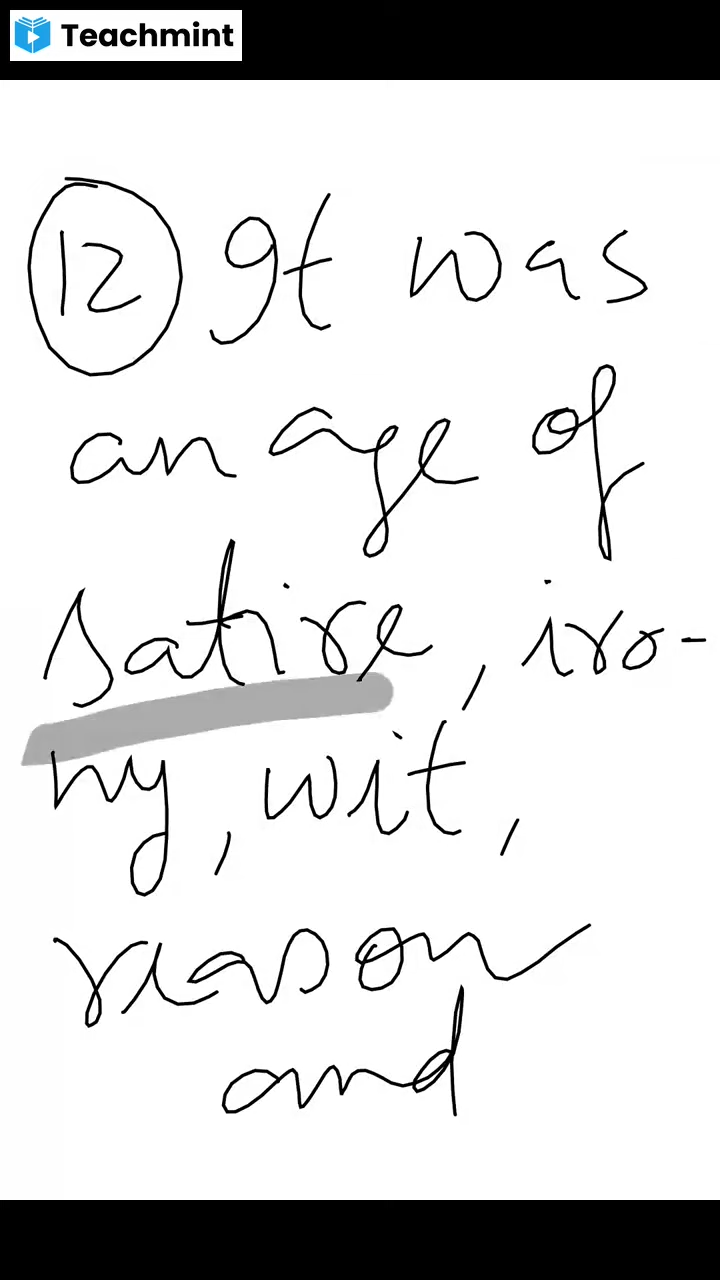 Teachmint
12 It was
an age of
satire, iro-
ny, wit,
reason
and